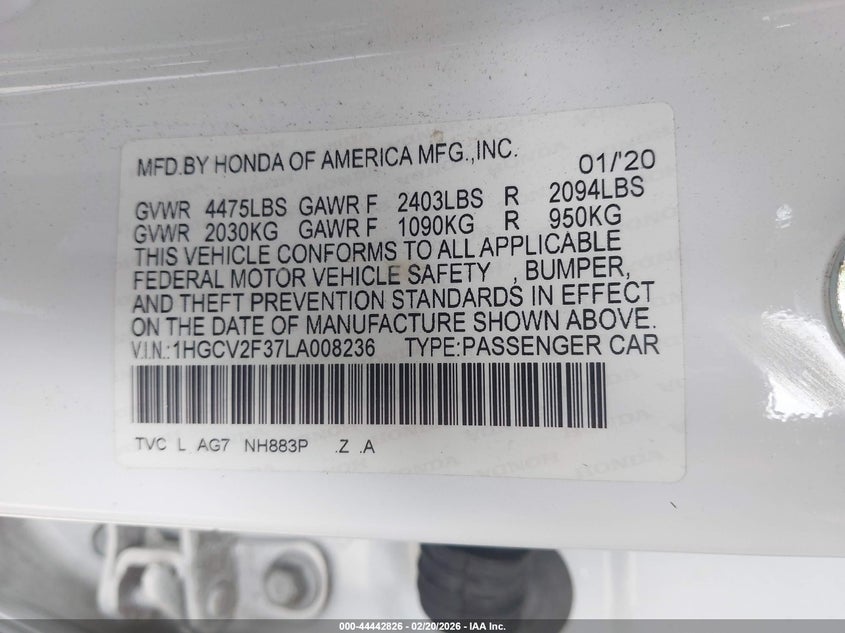 MFD.BY HONDA OF AMERICA MFG.,INC. 01/'20
GVWR 4475LBS GAWR F 2403LBS R 2094LBS
GVWR 2030KG GAWR F 1090KG R 950KG
THIS VEHICLE CONFORMS TO ALL APPLICABLE
FEDERAL MOTOR VEHICLE SAFETY , BUMPER,
AND THEFT PREVENTION STANDARDS IN EFFECT
ON THE DATE OF MANUFACTURE SHOWN ABOVE.
V.I.N.:1HGCV2F37LA008236 TYPE:PASSENGER CAR
TVC L AG7 NH883P .Z .A
000-44442826 - 02/20/2026 - IAA Inc.